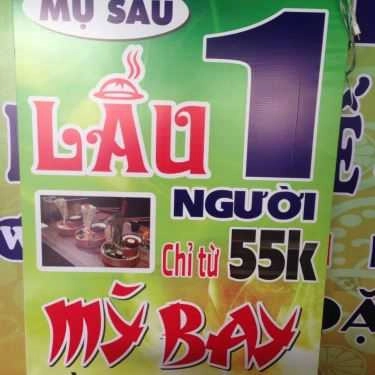 MỤ SÁU
LẨU 1
NGƯỜI
Chỉ từ 55k
MỲ BAY